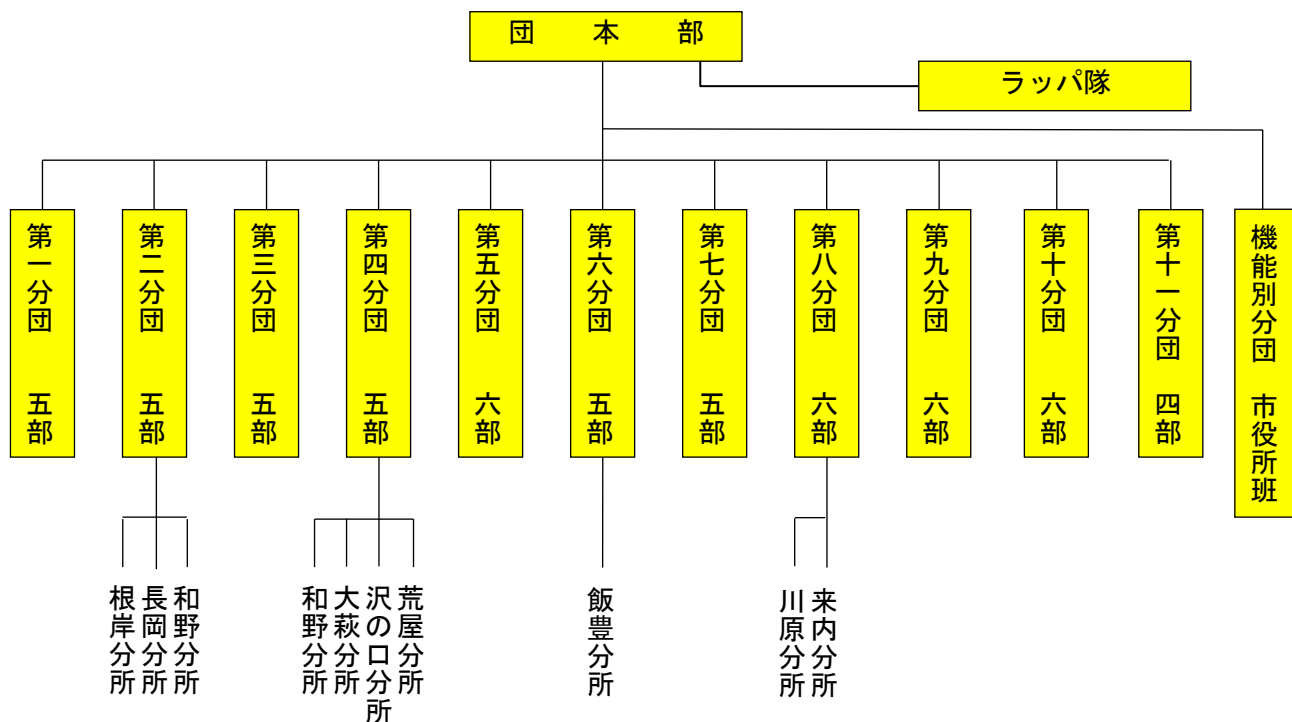 団本部
ラッパ隊
第一分団 五部
第二分団 五部
第三分団 五部
第四分団 五部
第五分団 六部
第六分団 五部
第七分団 五部
第八分団 六部
第九分団 六部
第十分団 六部
第十一分団 四部
機能別分団 市役所班
根岸分所
長岡分所
和野分所
和野分所
大萩分所
沢の口分所
荒屋分所
飯豊分所
川原分所
来内分所